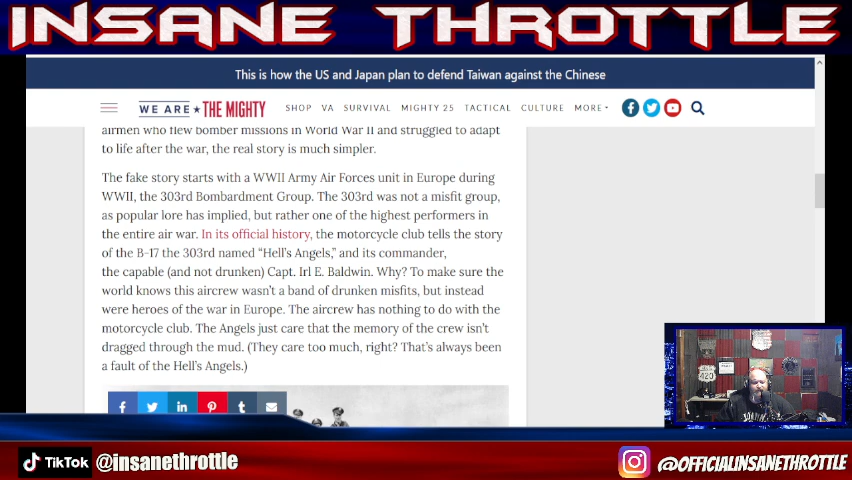 INSANE THROTTLE
This is how the US and Japan plan to defend Taiwan against the Chinese
WE ARE ★ THE MIGHTY SHOP VA SURVIVAL MIGHTY 25 TACTICAL CULTURE MORE
airmen who flew bomber missions in World War II and struggled to adapt
to life after the war, the real story is much simpler.
The fake story starts with a WWII Army Air Forces unit in Europe during
WWII, the 303rd Bombardment Group. The 303rd was not a misfit group,
as popular lore has implied, but rather one of the highest performers in
the entire air war. In its official history, the motorcycle club tells the story
of the B-17 the 303rd named “Hell’s Angels,” and its commander,
the capable (and not drunken) Capt. Irl E. Baldwin. Why? To make sure the
world knows this aircrew wasn’t a band of drunken misfits, but instead
were heroes of the war in Europe. The aircrew has nothing to do with the
motorcycle club. The Angels just care that the memory of the crew isn’t
dragged through the mud. (They care too much, right? That’s always been
a fault of the Hell’s Angels.)
420
TikTok @insanethrottle
@OFFICIALINSANETHROTTLE